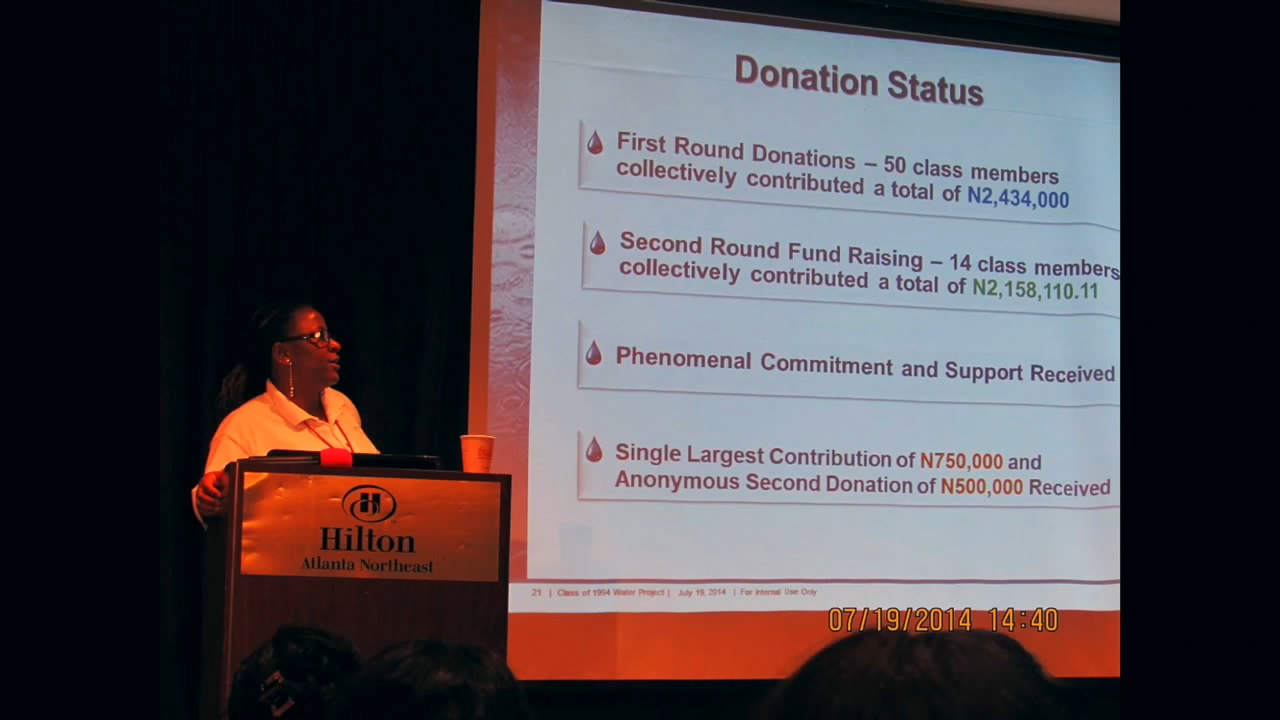 Donation Status
First Round Donations – 50 class members
collectively contributed a total of N2,434,000
Second Round Fund Raising – 14 class members
collectively contributed a total of N2,158,110.11
Phenomenal Commitment and Support Received
Single Largest Contribution of N750,000 and
Anonymous Second Donation of N500,000 Received
21 | Class of 1994 Water Project | July 19, 2014 | For Internal Use Only
Hilton
Atlanta Northeast
07/19/2014 14:40